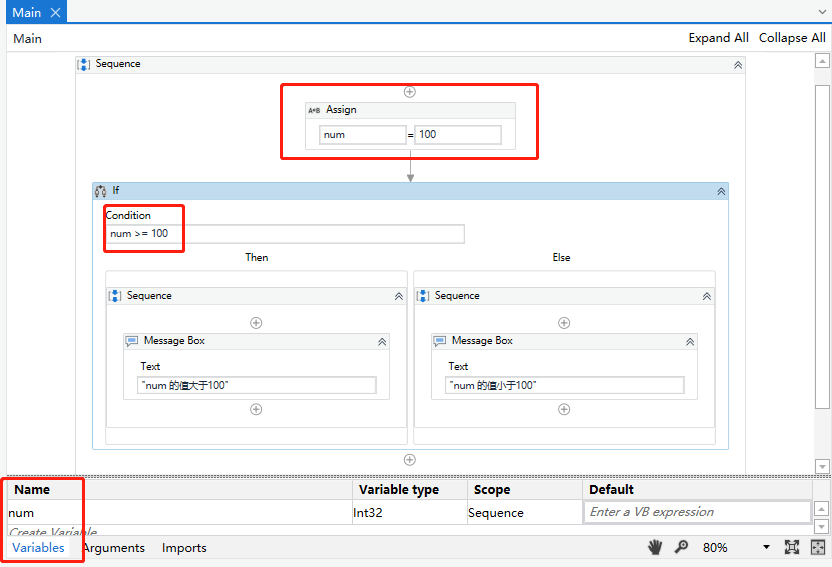 Main
Main Expand All Collapse All
Sequence
A+B Assign
num = 100
If
Condition
num >= 100
Then Else
Sequence Sequence
Message Box Message Box
Text Text
"num 的值大于100" "num 的值小于100"
Name Variable type Scope Default
num Int32 Sequence Enter a VB expression
Create Variable
Variables Arguments Imports 80%